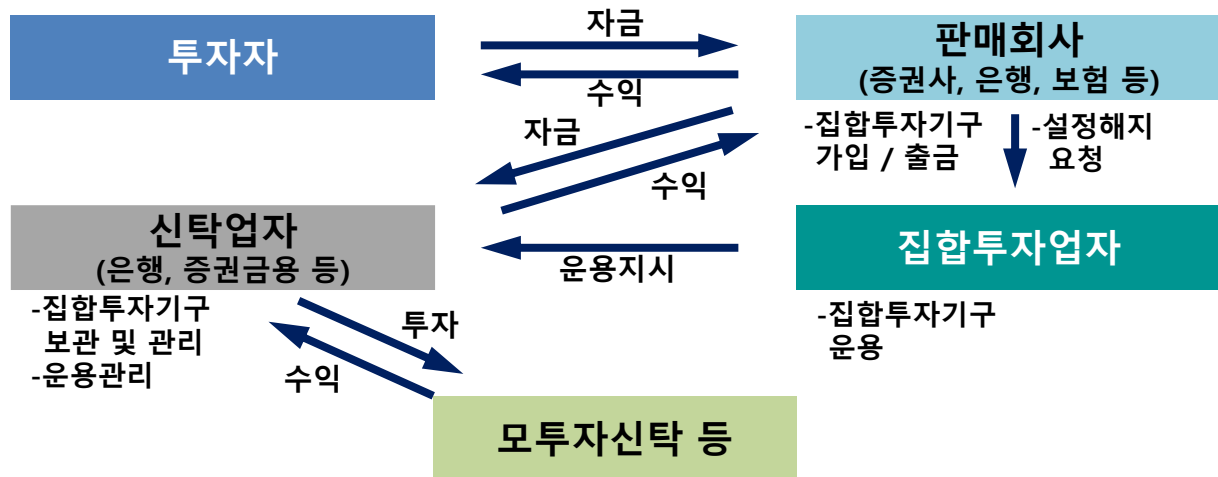 투자자
자금
수익
판매회사
(증권사, 은행, 보험 등)
-집합투자기구
가입 / 출금
-설정해지
요청
자금
수익
신탁업자
(은행, 증권금용 등)
운용지시
집합투자업자
-집합투자기구
보관 및 관리
-운용관리
투자
수익
-집합투자기구
운용
모투자신탁 등